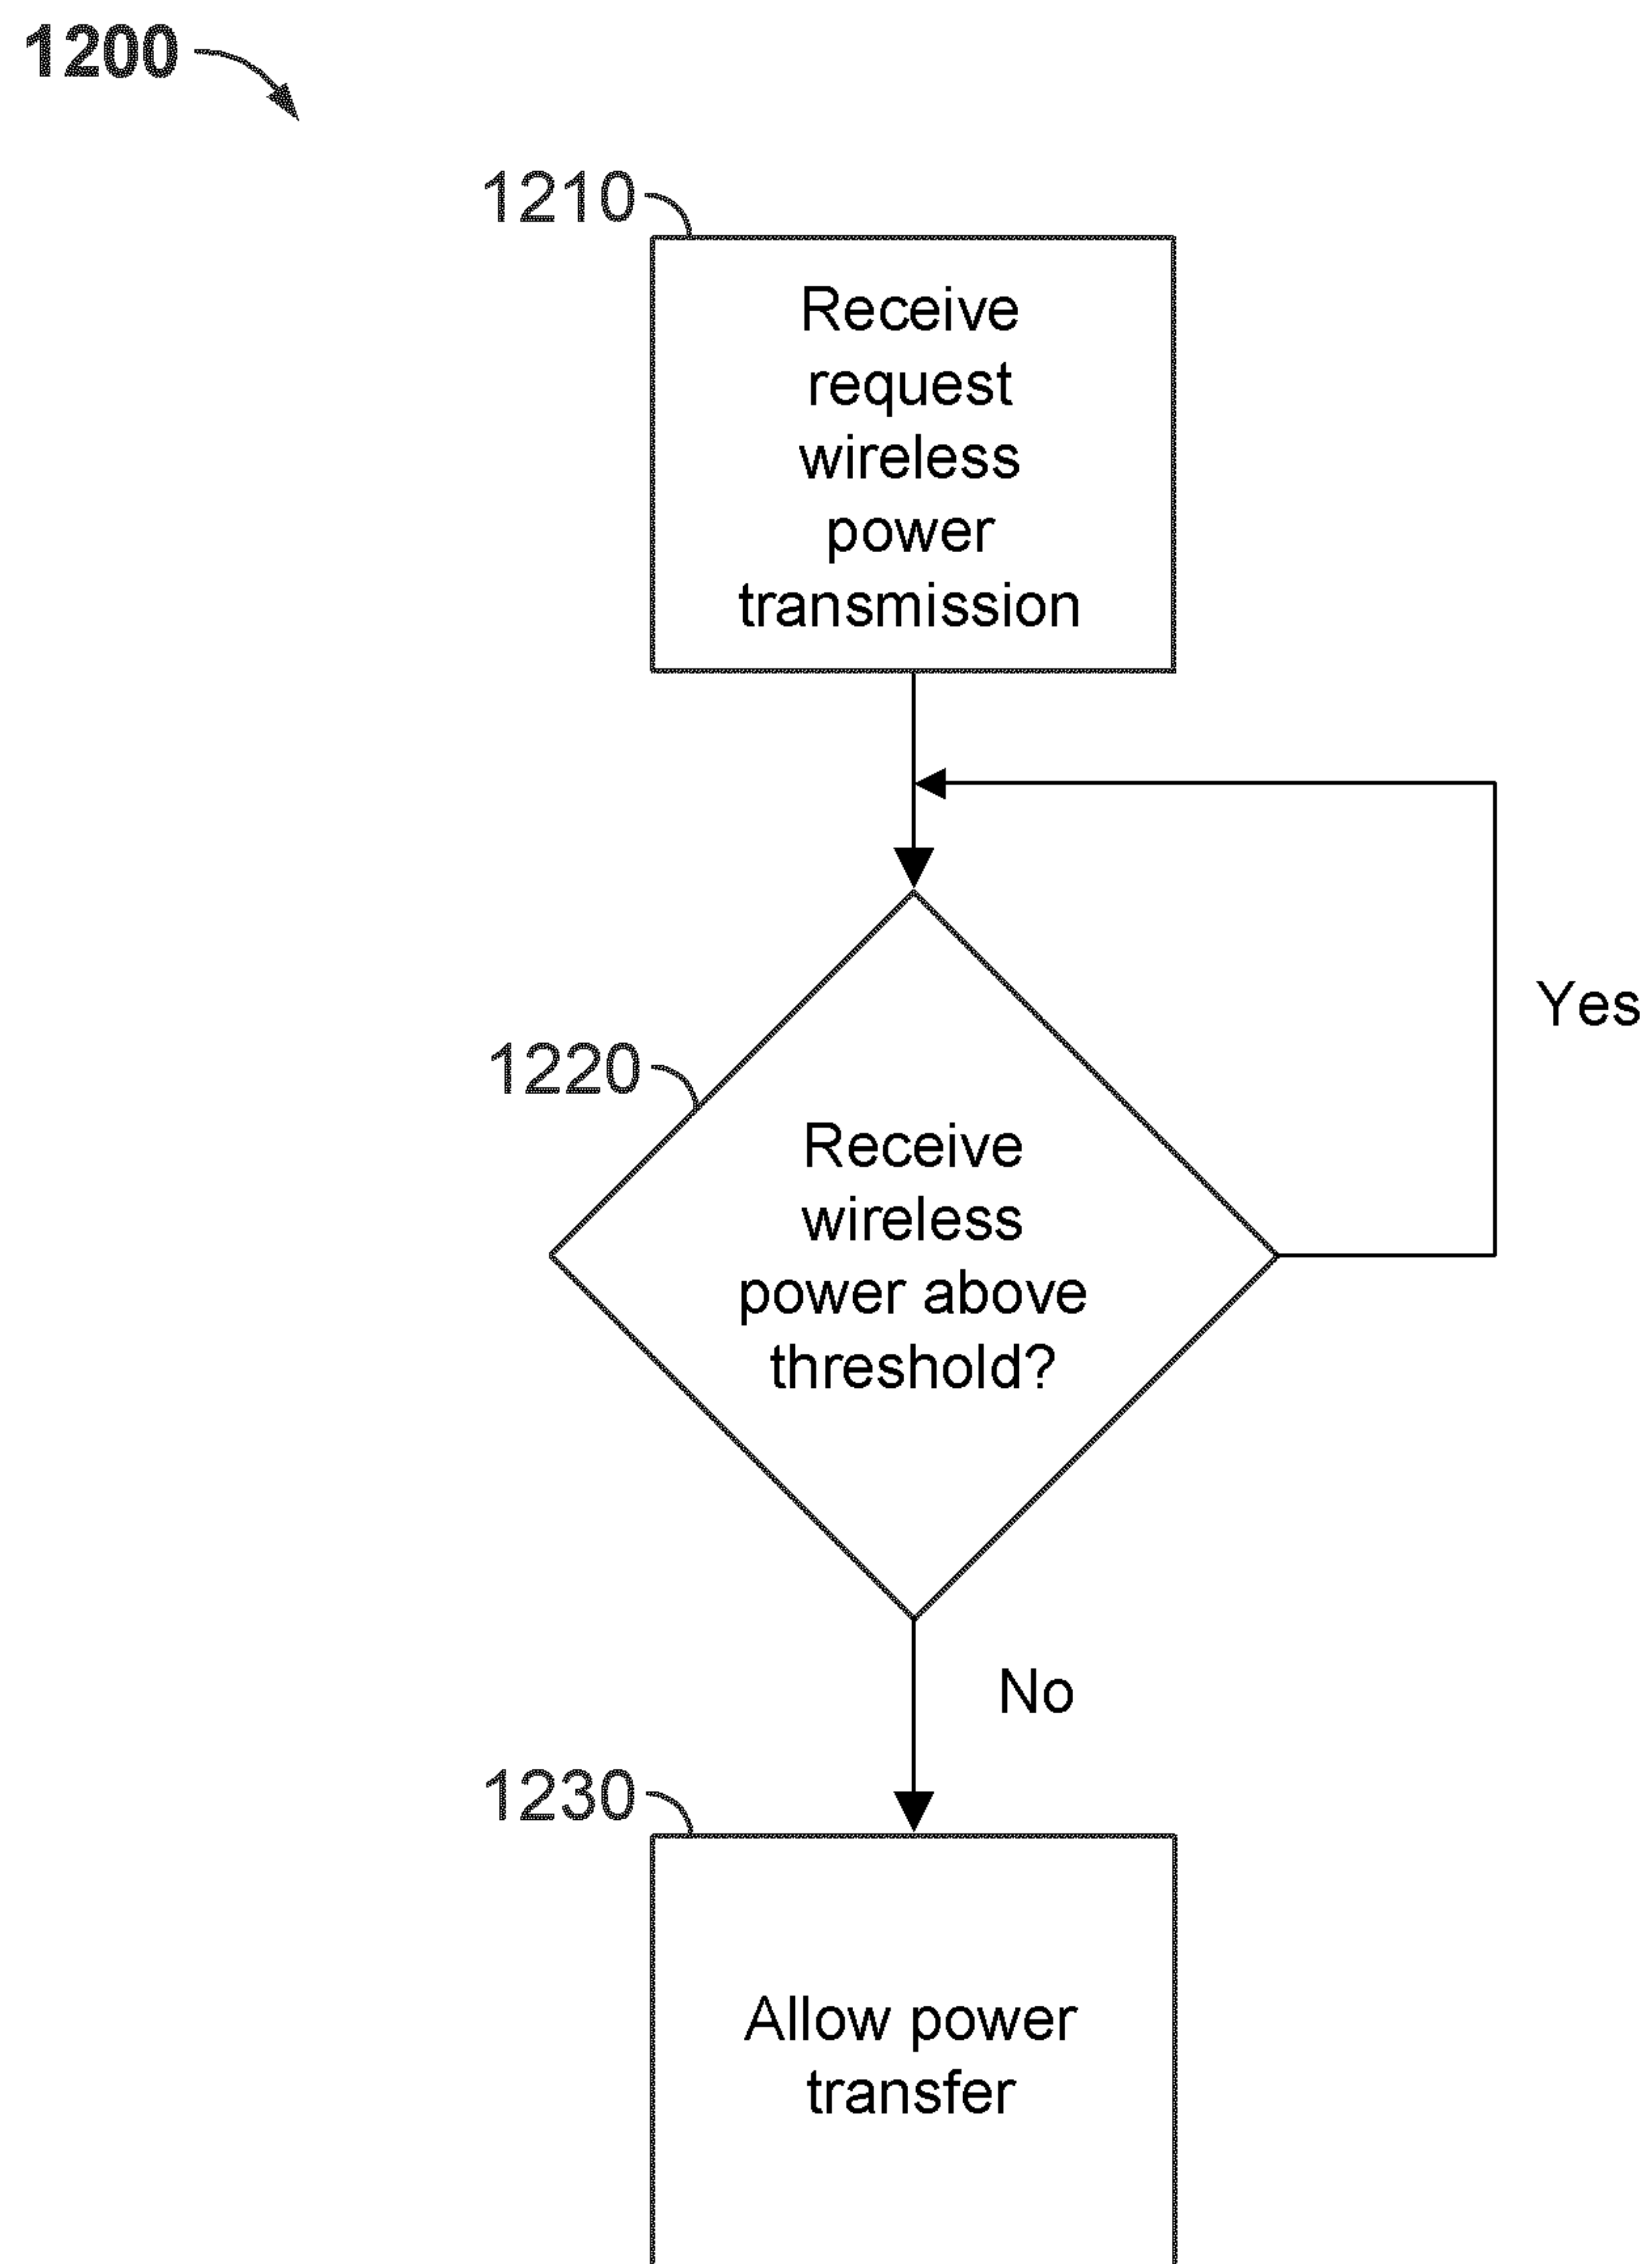 1200
1210
Receive
request
wireless
power
transmission
Yes
1220
Receive
wireless
power above
threshold?
No
1230
Allow power
transfer